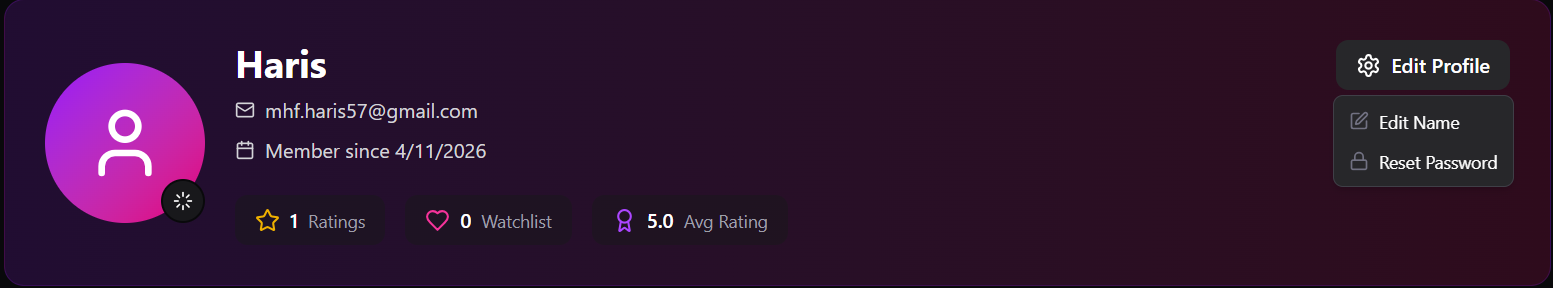 Haris
mhf.haris57@gmail.com
Member since 4/11/2026
1 Ratings
0 Watchlist
5.0 Avg Rating
Edit Profile
Edit Name
Reset Password